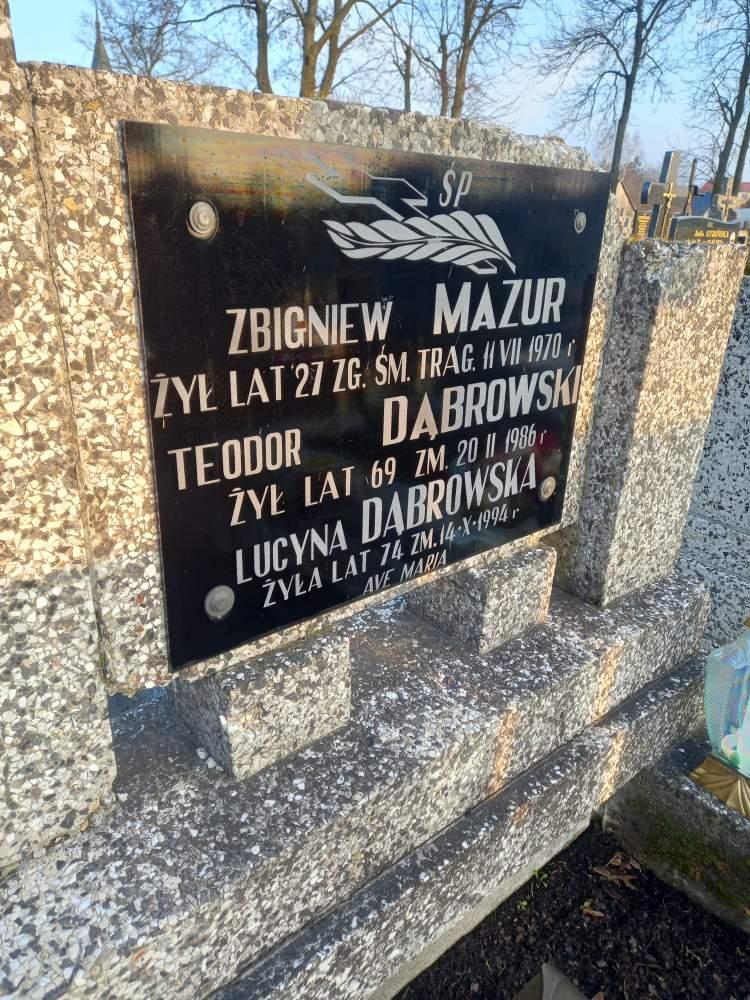 ŚP
ZBIGNIEW MAZUR
ŻYŁ LAT 27 ZG. ŚM. TRAG. 11 VII 1970 r
TEODOR DĄBROWSKI
ŻYŁ LAT 69 ZM. 20 II 1986 r
LUCYNA DĄBROWSKA
ŻYŁA LAT 74 ZM. 14·X·1994 r
AVE MARIA